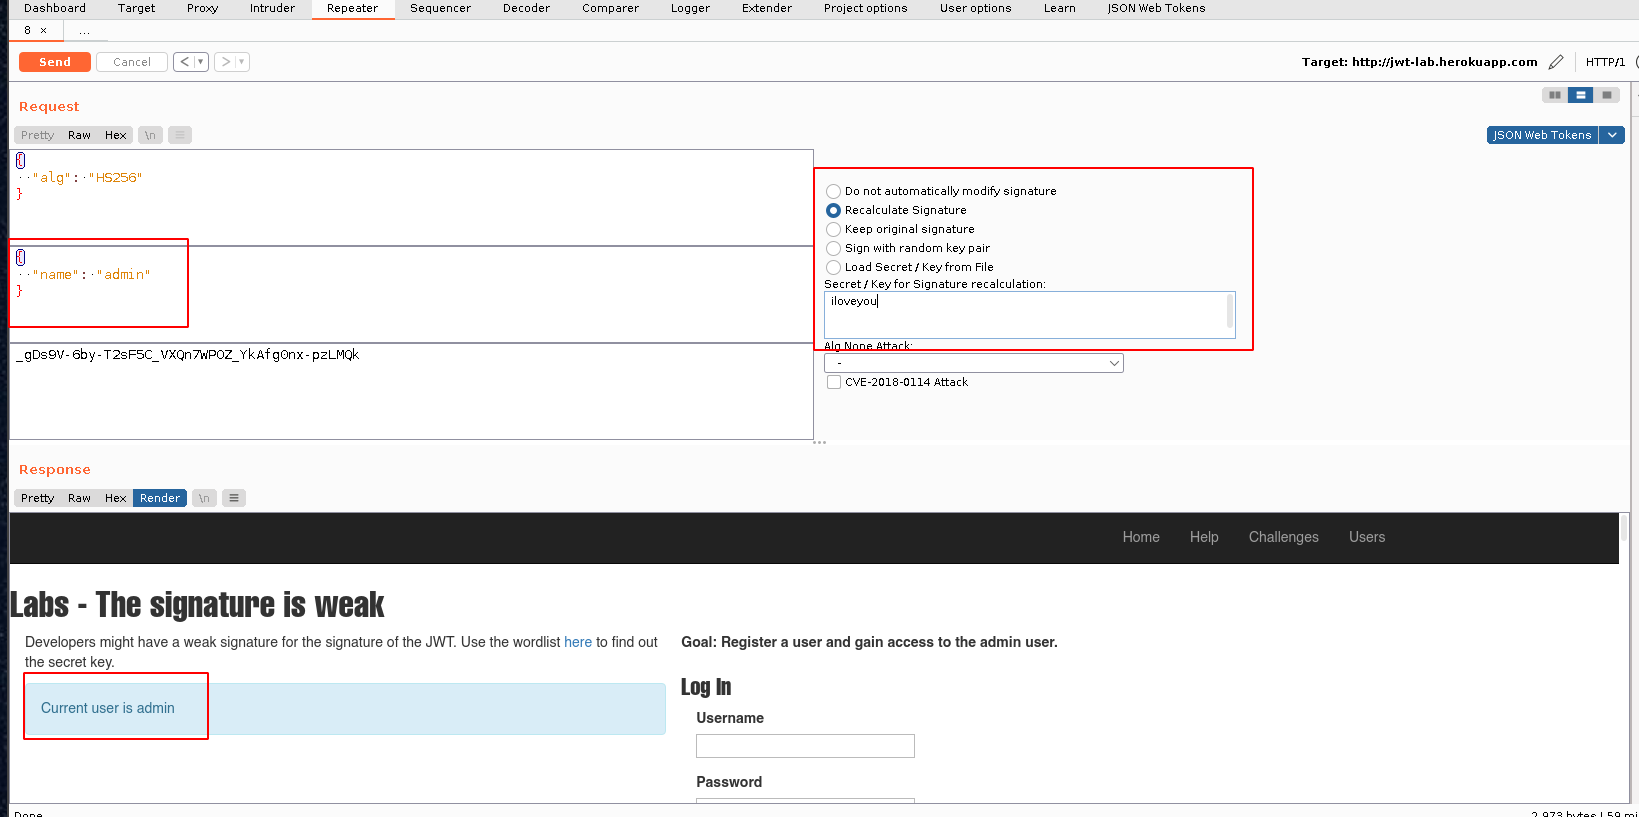 Dashboard Target Proxy Intruder Repeater Sequencer Decoder Comparer Logger Extender Project options User options Learn JSON Web Tokens
8 × ...
Send Cancel < ▾ > ▾ Target: http://jwt-lab.herokuapp.com HTTP/1
Request
Pretty Raw Hex \n JSON Web Tokens
{
"alg": "HS256"
}
{
"name": "admin"
}
_gDs9V-6by-T2sF5C_VXQn7WPOZ_YkAfg0nx-pzLMQk
Do not automatically modify signature
Recalculate Signature
Keep original signature
Sign with random key pair
Load Secret / Key from File
Secret / Key for Signature recalculation:
iloveyou
Alg None Attack:
-
CVE-2018-0114 Attack
Response
Pretty Raw Hex Render \n
Home Help Challenges Users
Labs - The signature is weak
Developers might have a weak signature for the signature of the JWT. Use the wordlist here to find out
the secret key.
Current user is admin
Goal: Register a user and gain access to the admin user.
Log In
Username
Password
Done
2,973 bytes | 59 mi